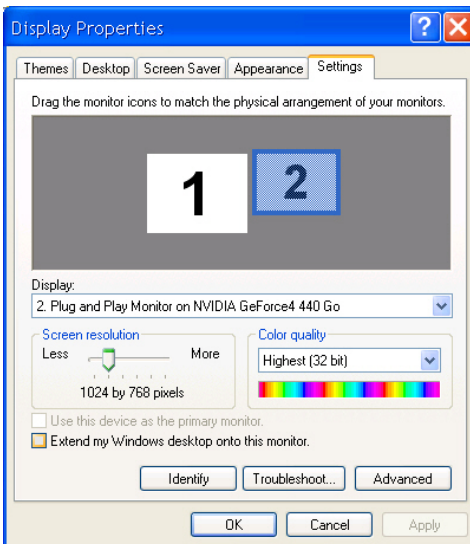 Display Properties
Themes Desktop Screen Saver Appearance Settings
Drag the monitor icons to match the physical arrangement of your monitors.
1 2
Display:
2. Plug and Play Monitor on NVIDIA GeForce4 440 Go
Screen resolution Color quality
Less More Highest (32 bit)
1024 by 768 pixels
Use this device as the primary monitor.
Extend my Windows desktop onto this monitor.
Identify Troubleshoot... Advanced
OK Cancel Apply